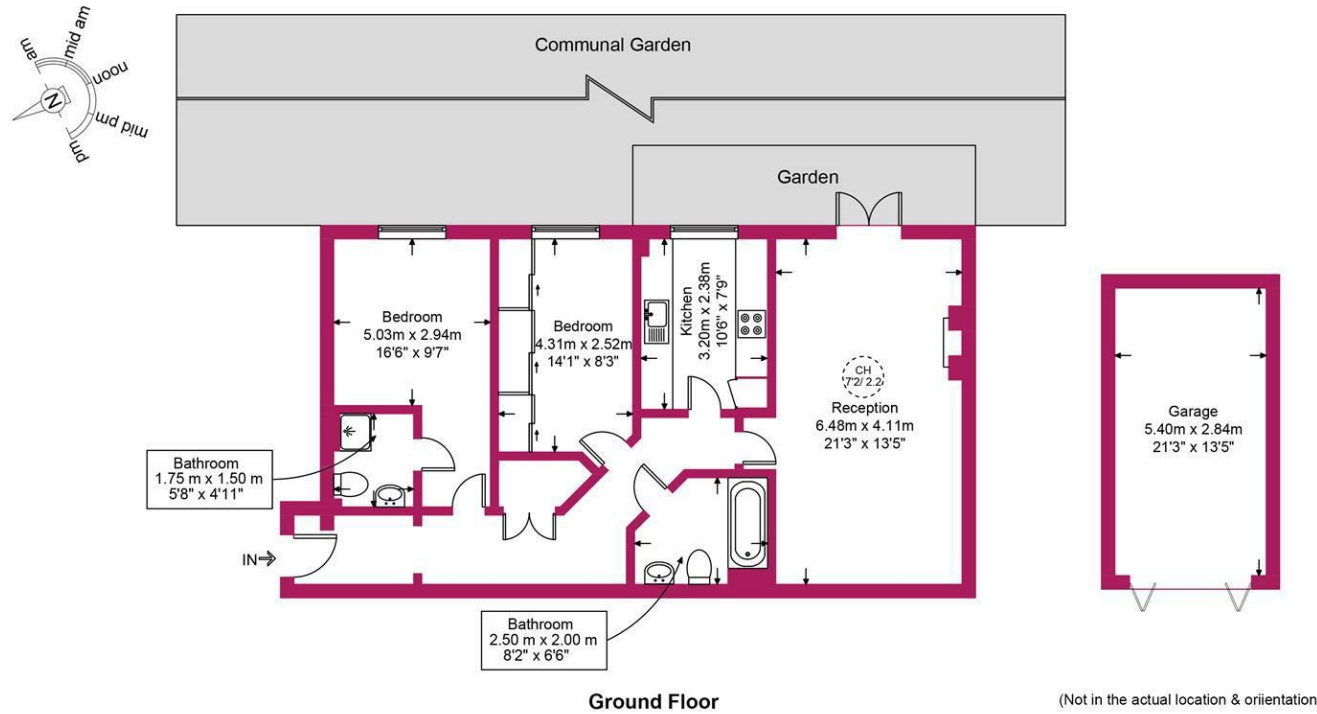 Communal Garden
am
mid am
noon
mid pm
pm
N
Garden
Bedroom
5.03m x 2.94m
16'6" x 9'7"
Bedroom
4.31m x 2.52m
14'1" x 8'3"
Kitchen
3.20m x 2.38m
10'6" x 7'9"
CH
7'2/ 2.2
Reception
6.48m x 4.11m
21'3" x 13'5"
Garage
5.40m x 2.84m
21'3" x 13'5"
Bathroom
1.75 m x 1.50 m
5'8" x 4'11"
IN
Bathroom
2.50 m x 2.00 m
8'2" x 6'6"
Ground Floor
(Not in the actual location & oriientation